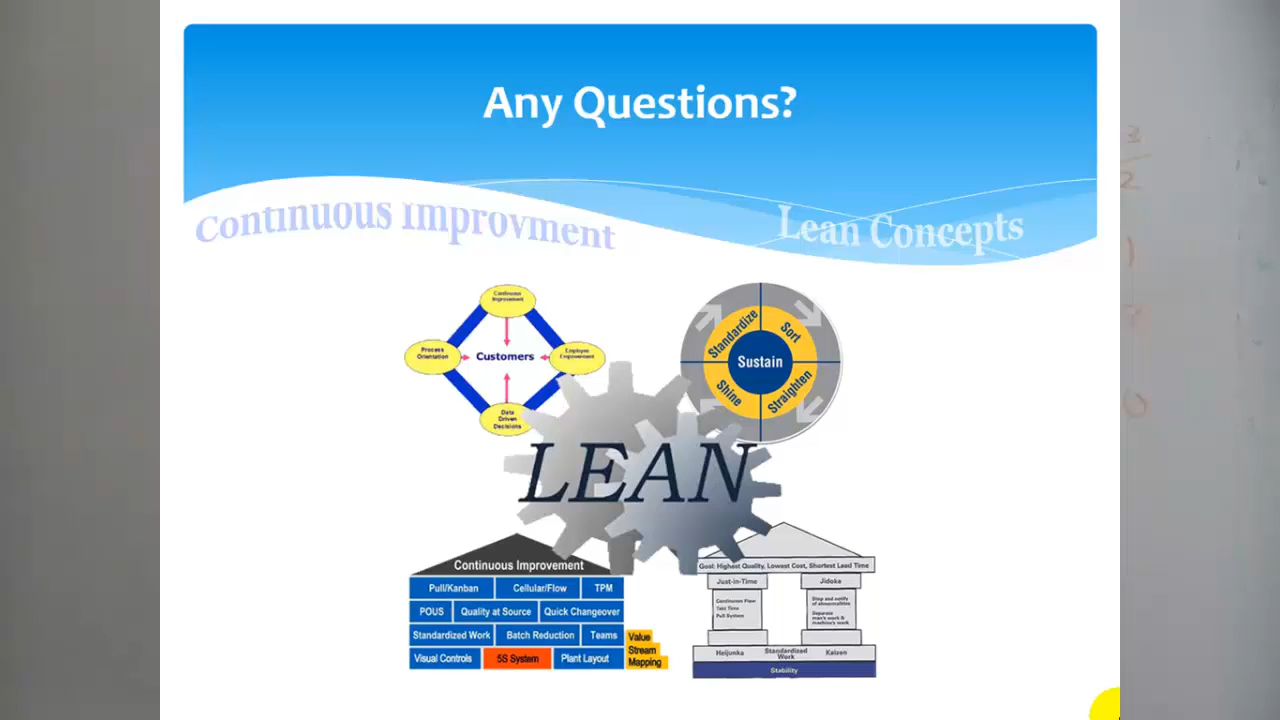 Any Questions?
Continuous Improvment
Lean Concepts
Continuous
Improvement
Process
Orientation
Customers
Employee
Empowerment
Data
Driven
Decisions
Standardize
Sort
Sustain
Shine
Straighten
LEAN
Continuous Improvement
Pull/Kanban Cellular/Flow TPM
POUS Quality at Source Quick Changeover
Standardized Work Batch Reduction Teams
Visual Controls 5S System Plant Layout
Value
Stream
Mapping
Goal: Highest Quality, Lowest Cost, Shortest Lead Time
Just-in-Time
Jidoka
Continuous Flow
Takt Time
Pull System
Stop and notify
of abnormalities
Separate
man's work &
machine's work
Heijunka
Standardized
Work
Kaizen
Stability